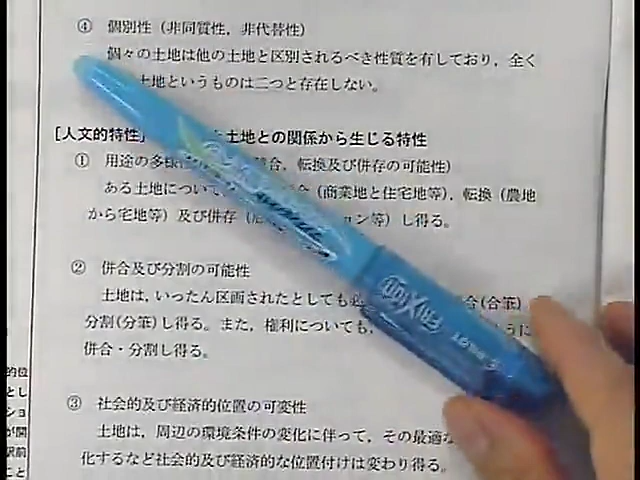 ④ 個別性（非同質性，非代替性）
個々の土地は他の土地と区別されるべき性質を有しており，全く
土地というものは二つと存在しない。
［人文的特性］ 土地との関係から生じる特性
① 用途の多様 合，転換及び併存の可能性）
ある土地につい 合（商業地と住宅地等），転換（農地
から宅地等）及び併存（ ョン等）し得る。
② 併合及び分割の可能性
土地は，いったん区画されたとしても 合(合筆)
分割(分筆)し得る。また，権利についても， うに
併合・分割し得る。
③ 社会的及び経済的位置の可変性
土地は，周辺の環境条件の変化に伴って，その最適な
化するなど社会的及び経済的な位置付けは変わり得る。